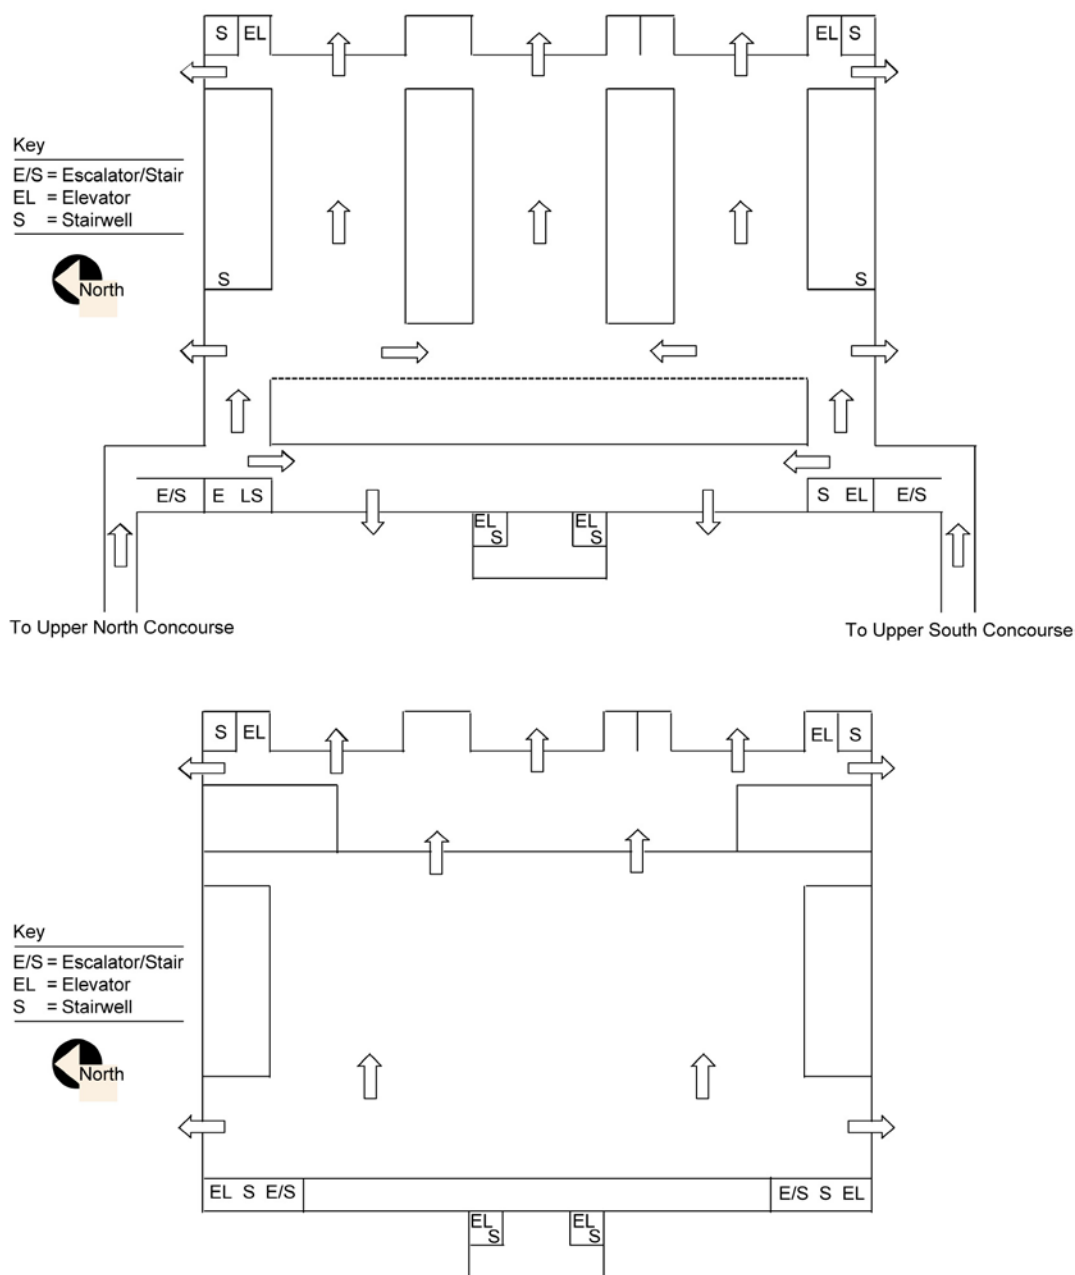 S EL EL S
Key
E/S = Escalator/Stair
EL = Elevator
S = Stairwell
S S
North
E/S E LS S EL E/S
EL EL
S S
To Upper North Concourse
To Upper South Concourse
S EL EL S
Key
E/S = Escalator/Stair
EL = Elevator
S = Stairwell
North
EL S E/S E/S S EL
EL EL
S S